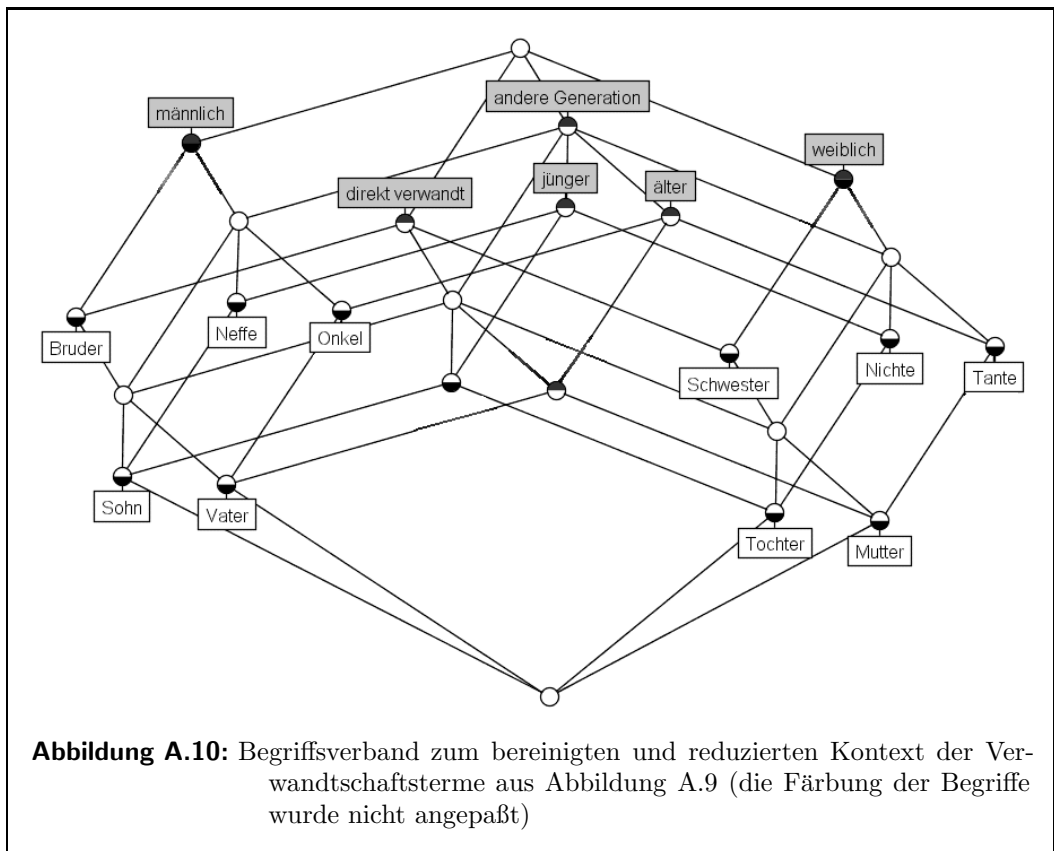 andere Generation
männlich
weiblich
jünger
älter
direkt verwandt
Neffe
Onkel
Bruder
Nichte
Schwester
Tante
Sohn
Vater
Tochter
Mutter
Abbildung A.10: Begriffsverband zum bereinigten und reduzierten Kontext der Ver-
wandtschaftsterme aus Abbildung A.9 (die Färbung der Begriffe
wurde nicht angepaßt)